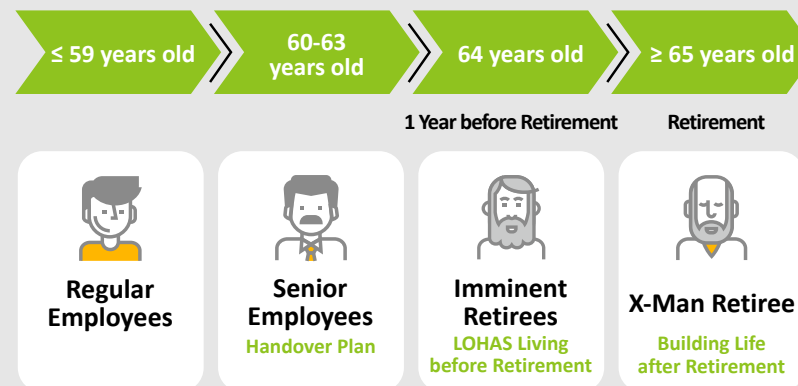 ≤ 59 years old
60-63
years old
64 years old
≥ 65 years old
1 Year before Retirement
Retirement
Regular
Employees
Senior
Employees
Handover Plan
Imminent
Retirees
LOHAS Living
before Retirement
X-Man Retiree
Building Life
after Retirement